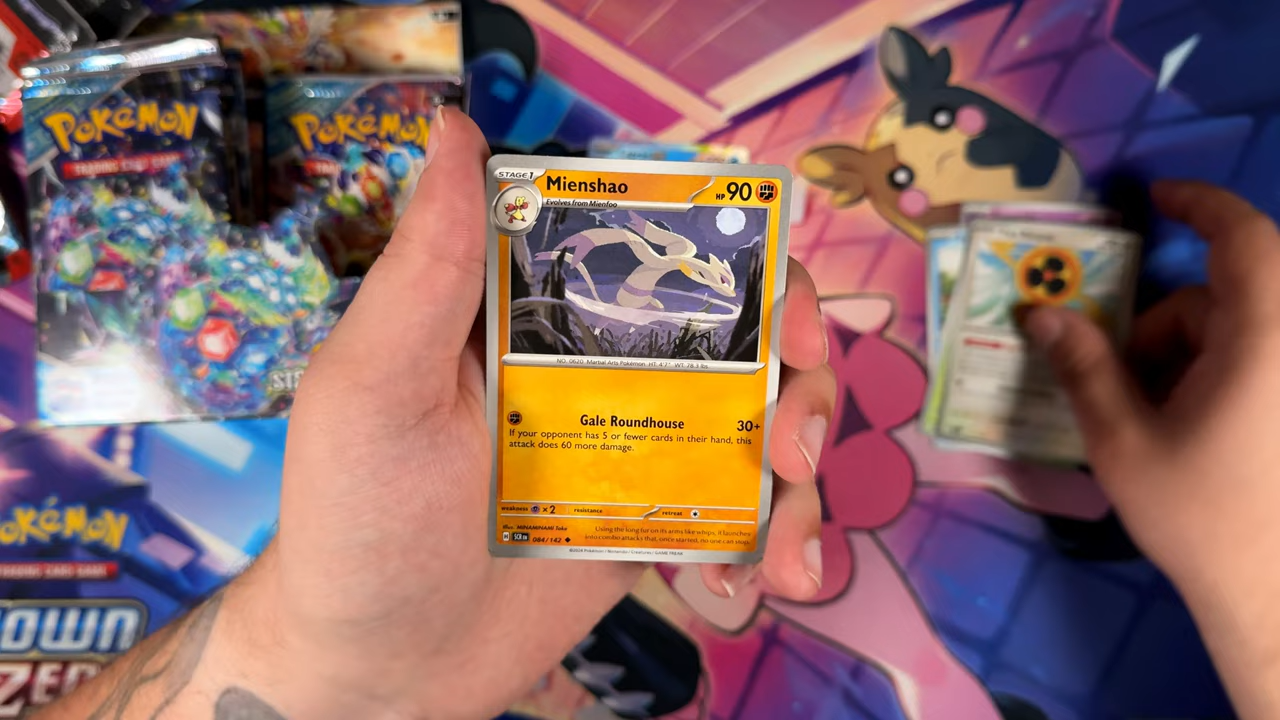 POKéMON
TRADING CARD GAME
POKéMON
STAGE 1
Mienshao
HP 90
Evolves from Mienfoo
NO. 0620 Martial Arts Pokémon HT: 4'7" WT: 78.3 lbs
Gale Roundhouse 30+
If your opponent has 5 or fewer cards in their hand, this
attack does 60 more damage.
weakness ×2 resistance retreat
Illus. MINAMINAMI Take
SCR EN 084/142
Using the long fur on its arms like whips, it launches
into combo attacks that, once started, no one can stop.
©2024 Pokémon / Nintendo / Creatures / GAME FREAK
POKéMON
TRADING CARD GAME
OWN
ZE